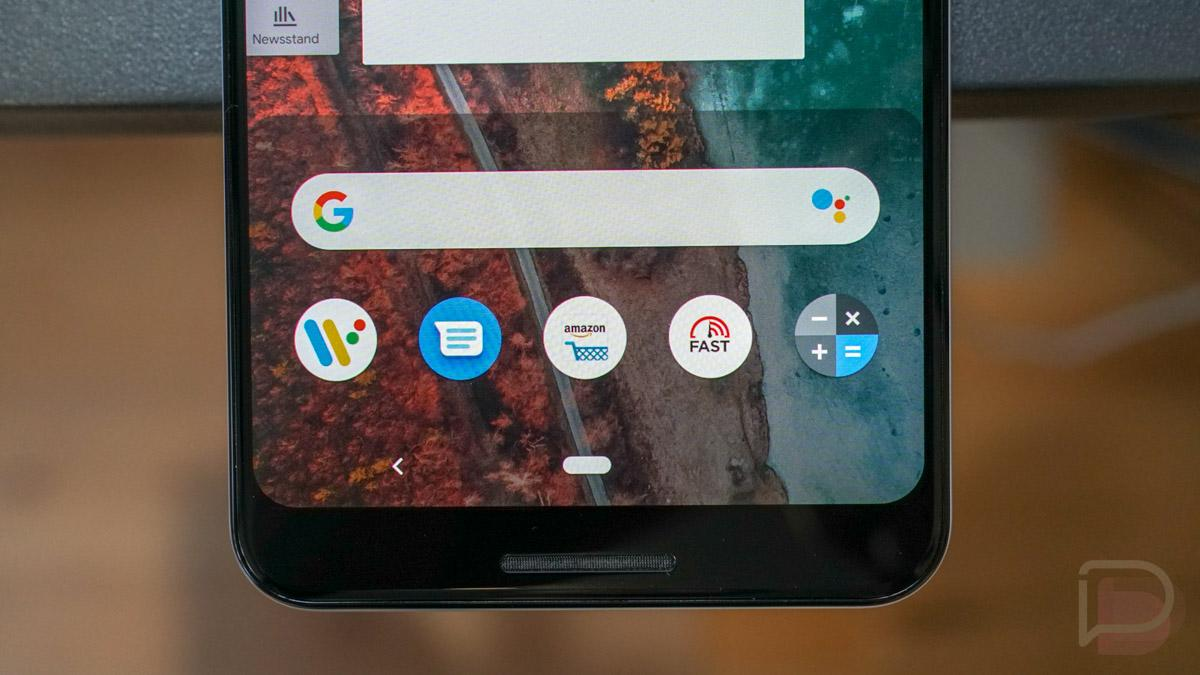 Newsstand
G
amazon
FAST
− ×
+ =